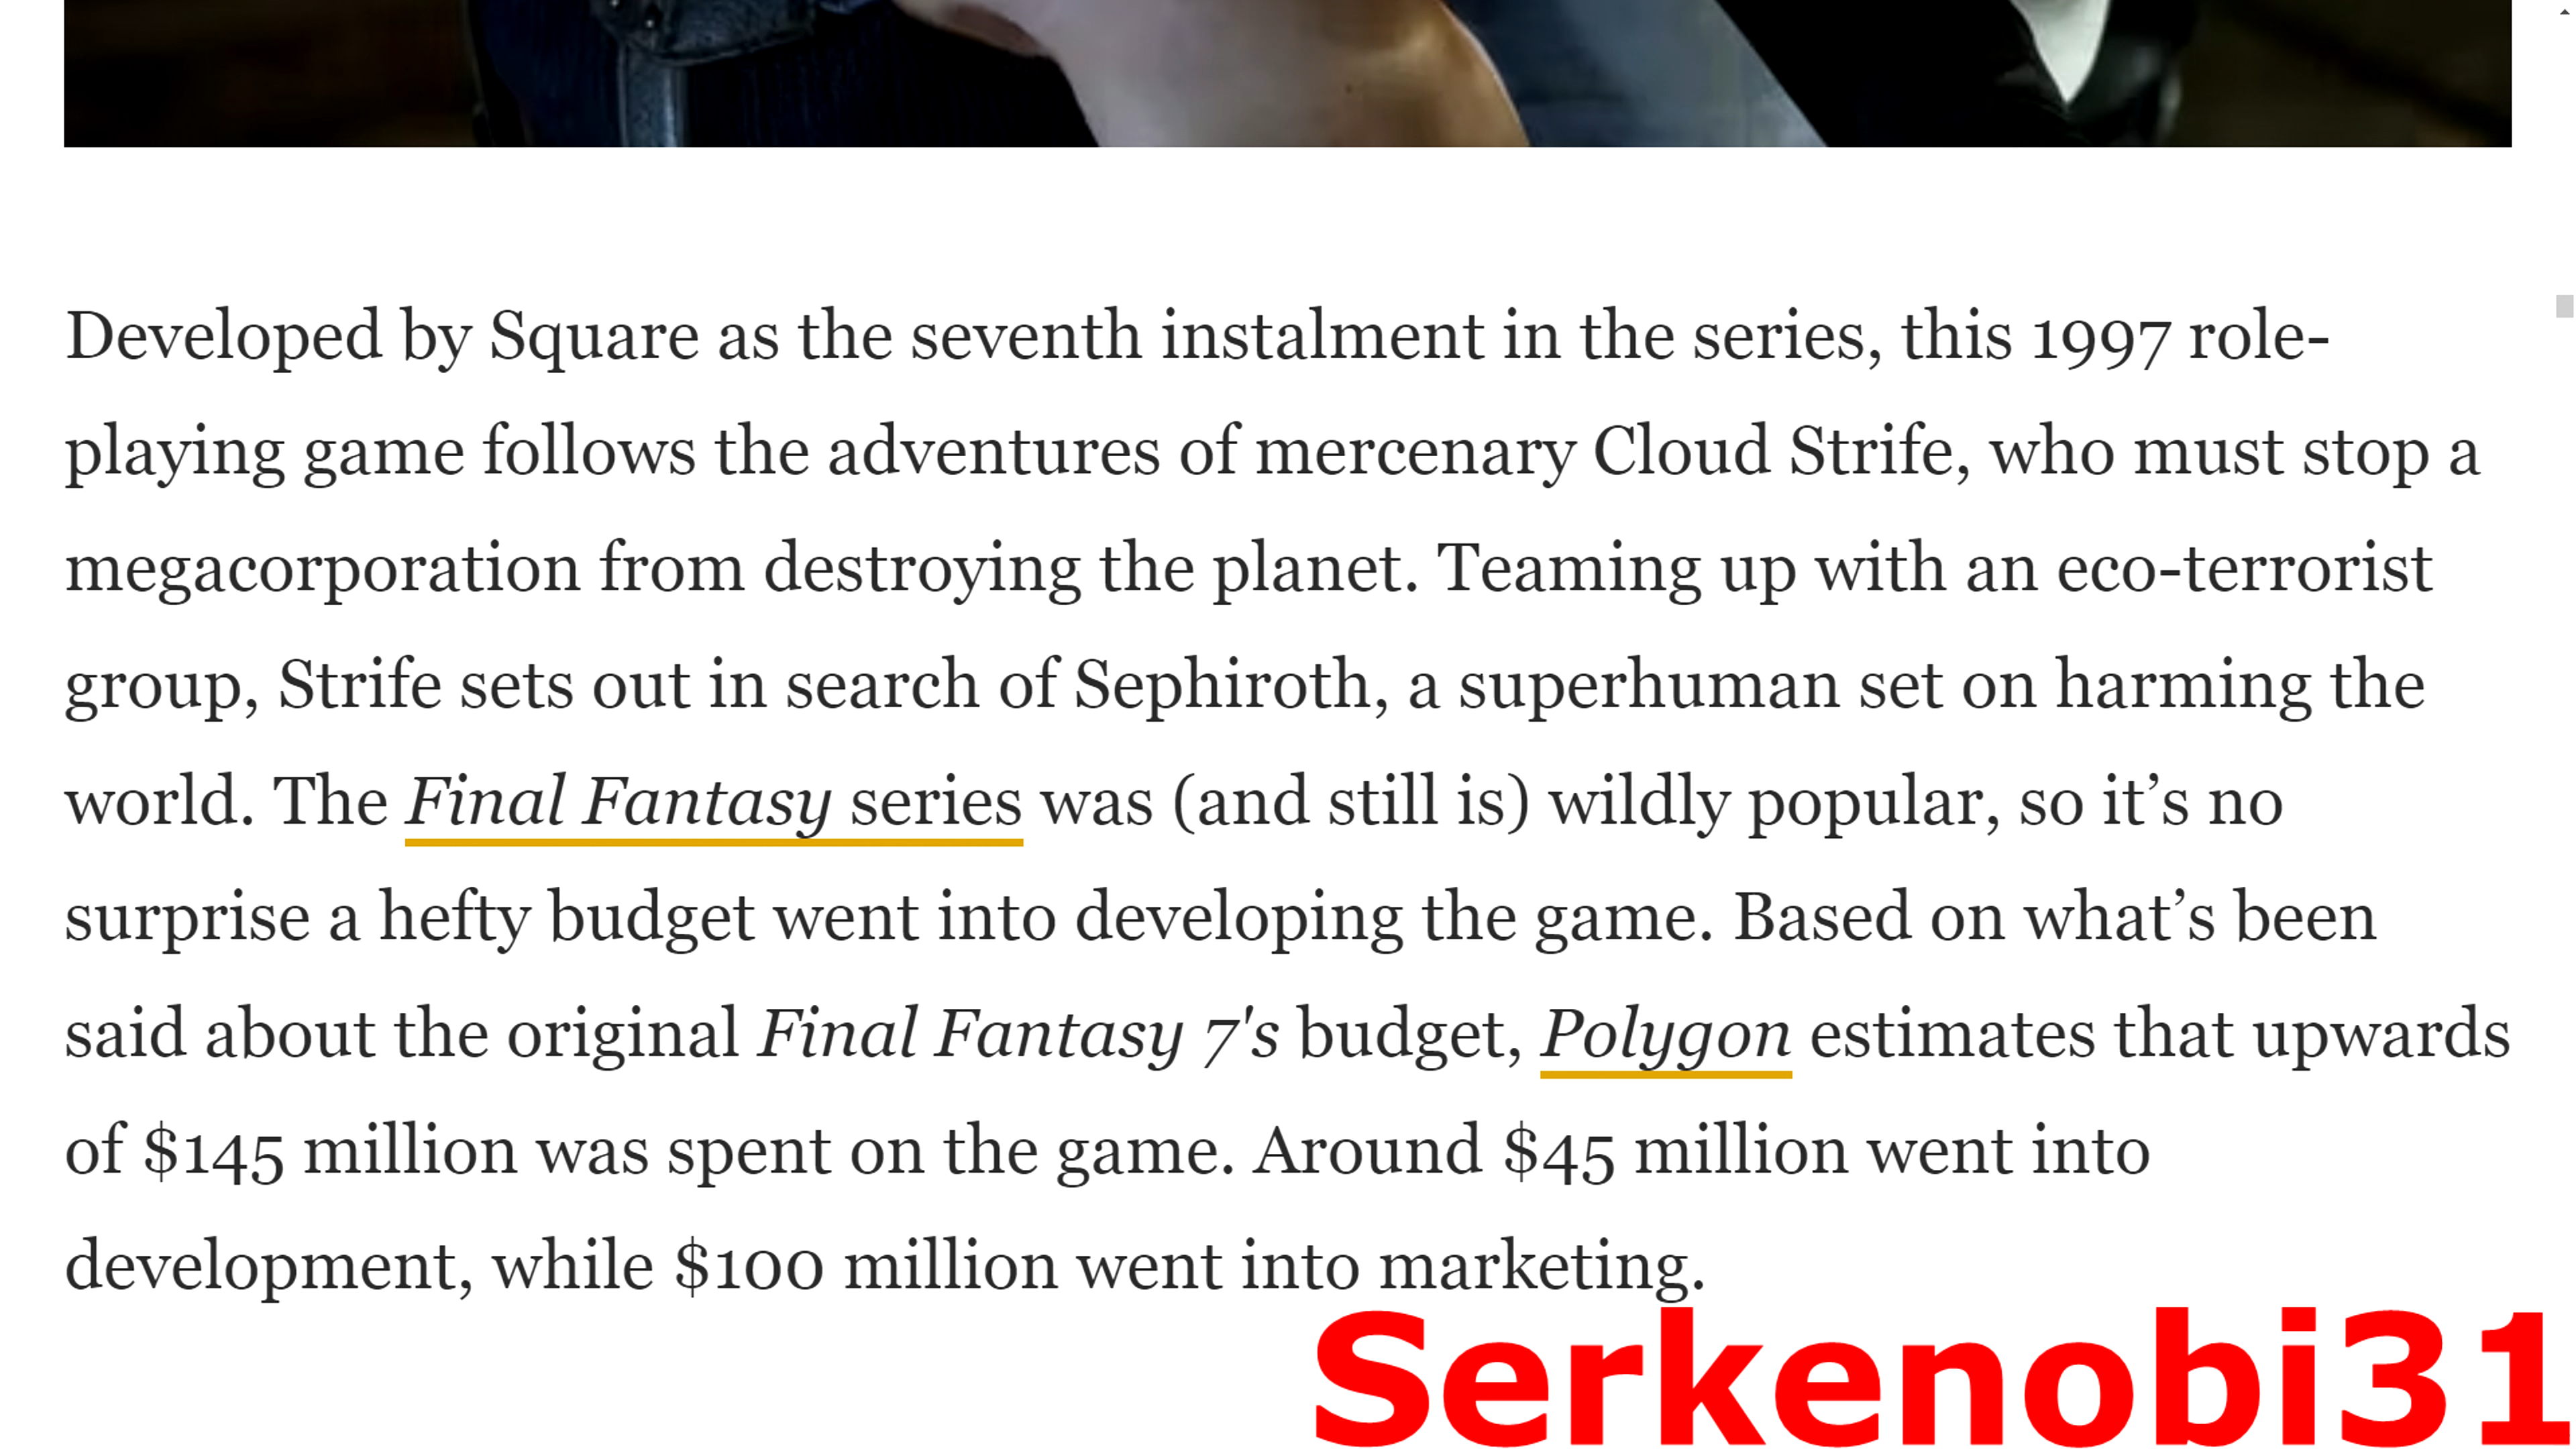 Developed by Square as the seventh instalment in the series, this 1997 role-
playing game follows the adventures of mercenary Cloud Strife, who must stop a
megacorporation from destroying the planet. Teaming up with an eco-terrorist
group, Strife sets out in search of Sephiroth, a superhuman set on harming the
world. The Final Fantasy series was (and still is) wildly popular, so it’s no
surprise a hefty budget went into developing the game. Based on what’s been
said about the original Final Fantasy 7's budget, Polygon estimates that upwards
of $145 million was spent on the game. Around $45 million went into
development, while $100 million went into marketing.
Serkenobi31